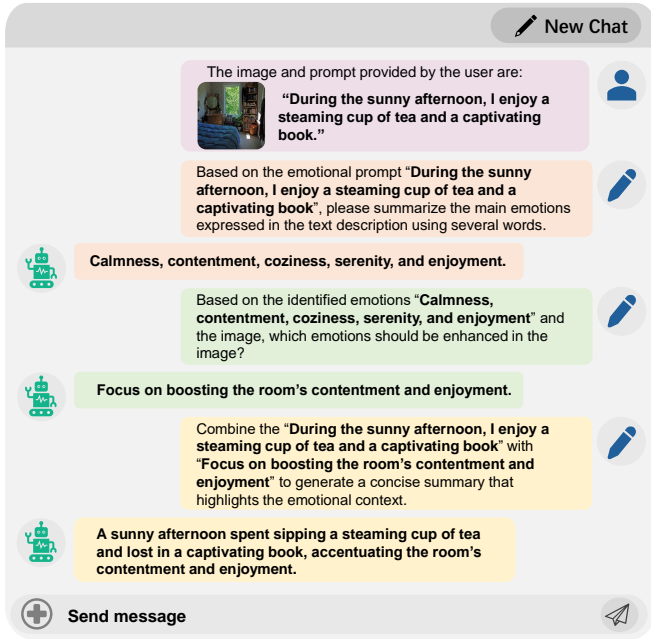 New Chat
The image and prompt provided by the user are:
“During the sunny afternoon, I enjoy a
steaming cup of tea and a captivating
book.”
Based on the emotional prompt “During the sunny
afternoon, I enjoy a steaming cup of tea and a
captivating book”, please summarize the main emotions
expressed in the text description using several words.
Calmness, contentment, coziness, serenity, and enjoyment.
Based on the identified emotions “Calmness,
contentment, coziness, serenity, and enjoyment” and
the image, which emotions should be enhanced in the
image?
Focus on boosting the room’s contentment and enjoyment.
Combine the “During the sunny afternoon, I enjoy a
steaming cup of tea and a captivating book” with
“Focus on boosting the room’s contentment and
enjoyment” to generate a concise summary that
highlights the emotional context.
A sunny afternoon spent sipping a steaming cup of tea
and lost in a captivating book, accentuating the room’s
contentment and enjoyment.
Send message